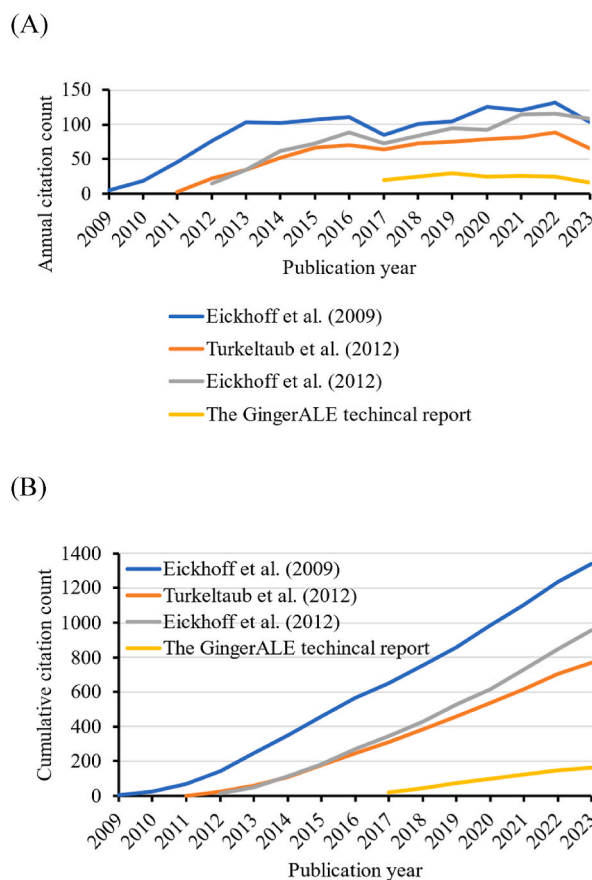 (A)
150
100
50
0
Annual citation count
2009 2010 2011 2012 2013 2014 2015 2016 2017 2018 2019 2020 2021 2022 2023
Publication year
Eickhoff et al. (2009)
Turkeltaub et al. (2012)
Eickhoff et al. (2012)
The GingerALE techincal report
(B)
1400
1200
1000
800
600
400
200
0
Cumulative citation count
Eickhoff et al. (2009)
Turkeltaub et al. (2012)
Eickhoff et al. (2012)
The GingerALE techincal report
2009 2010 2011 2012 2013 2014 2015 2016 2017 2018 2019 2020 2021 2022 2023
Publication year